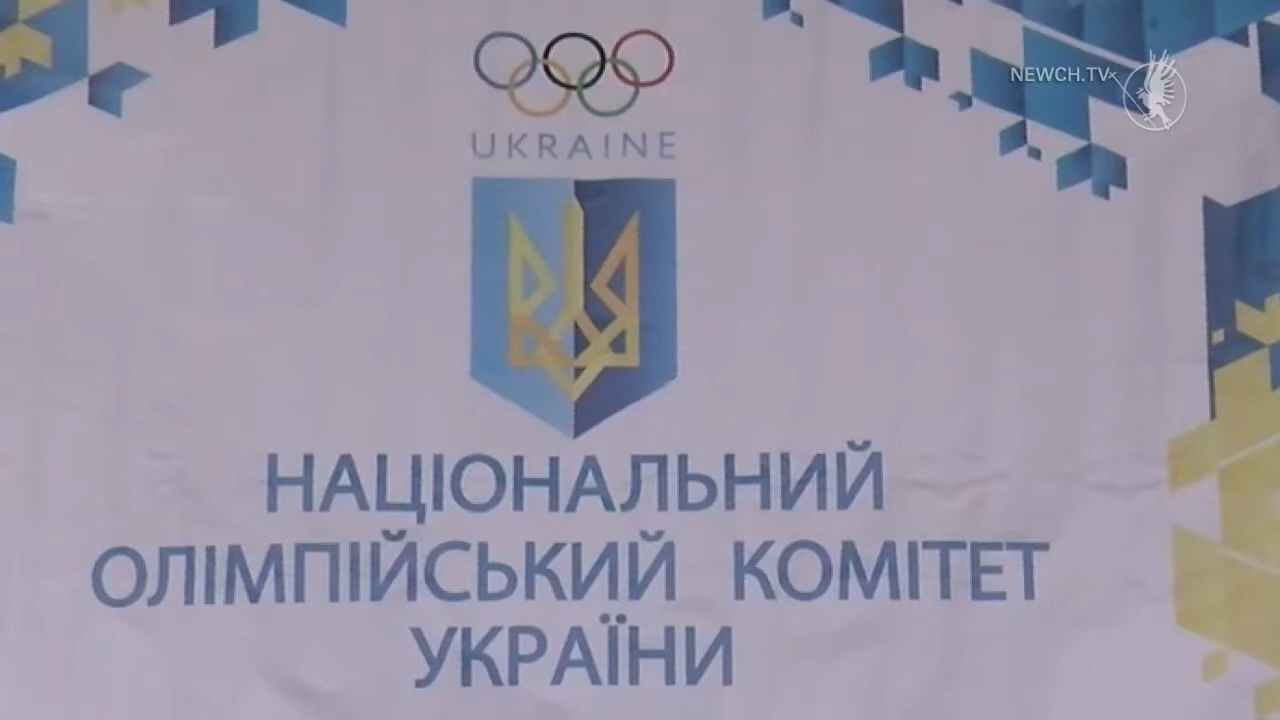 NEWCH.TV
UKRAINE
НАЦІОНАЛЬНИЙ
ОЛІМПІЙСЬКИЙ КОМІТЕТ
УКРАЇНИ